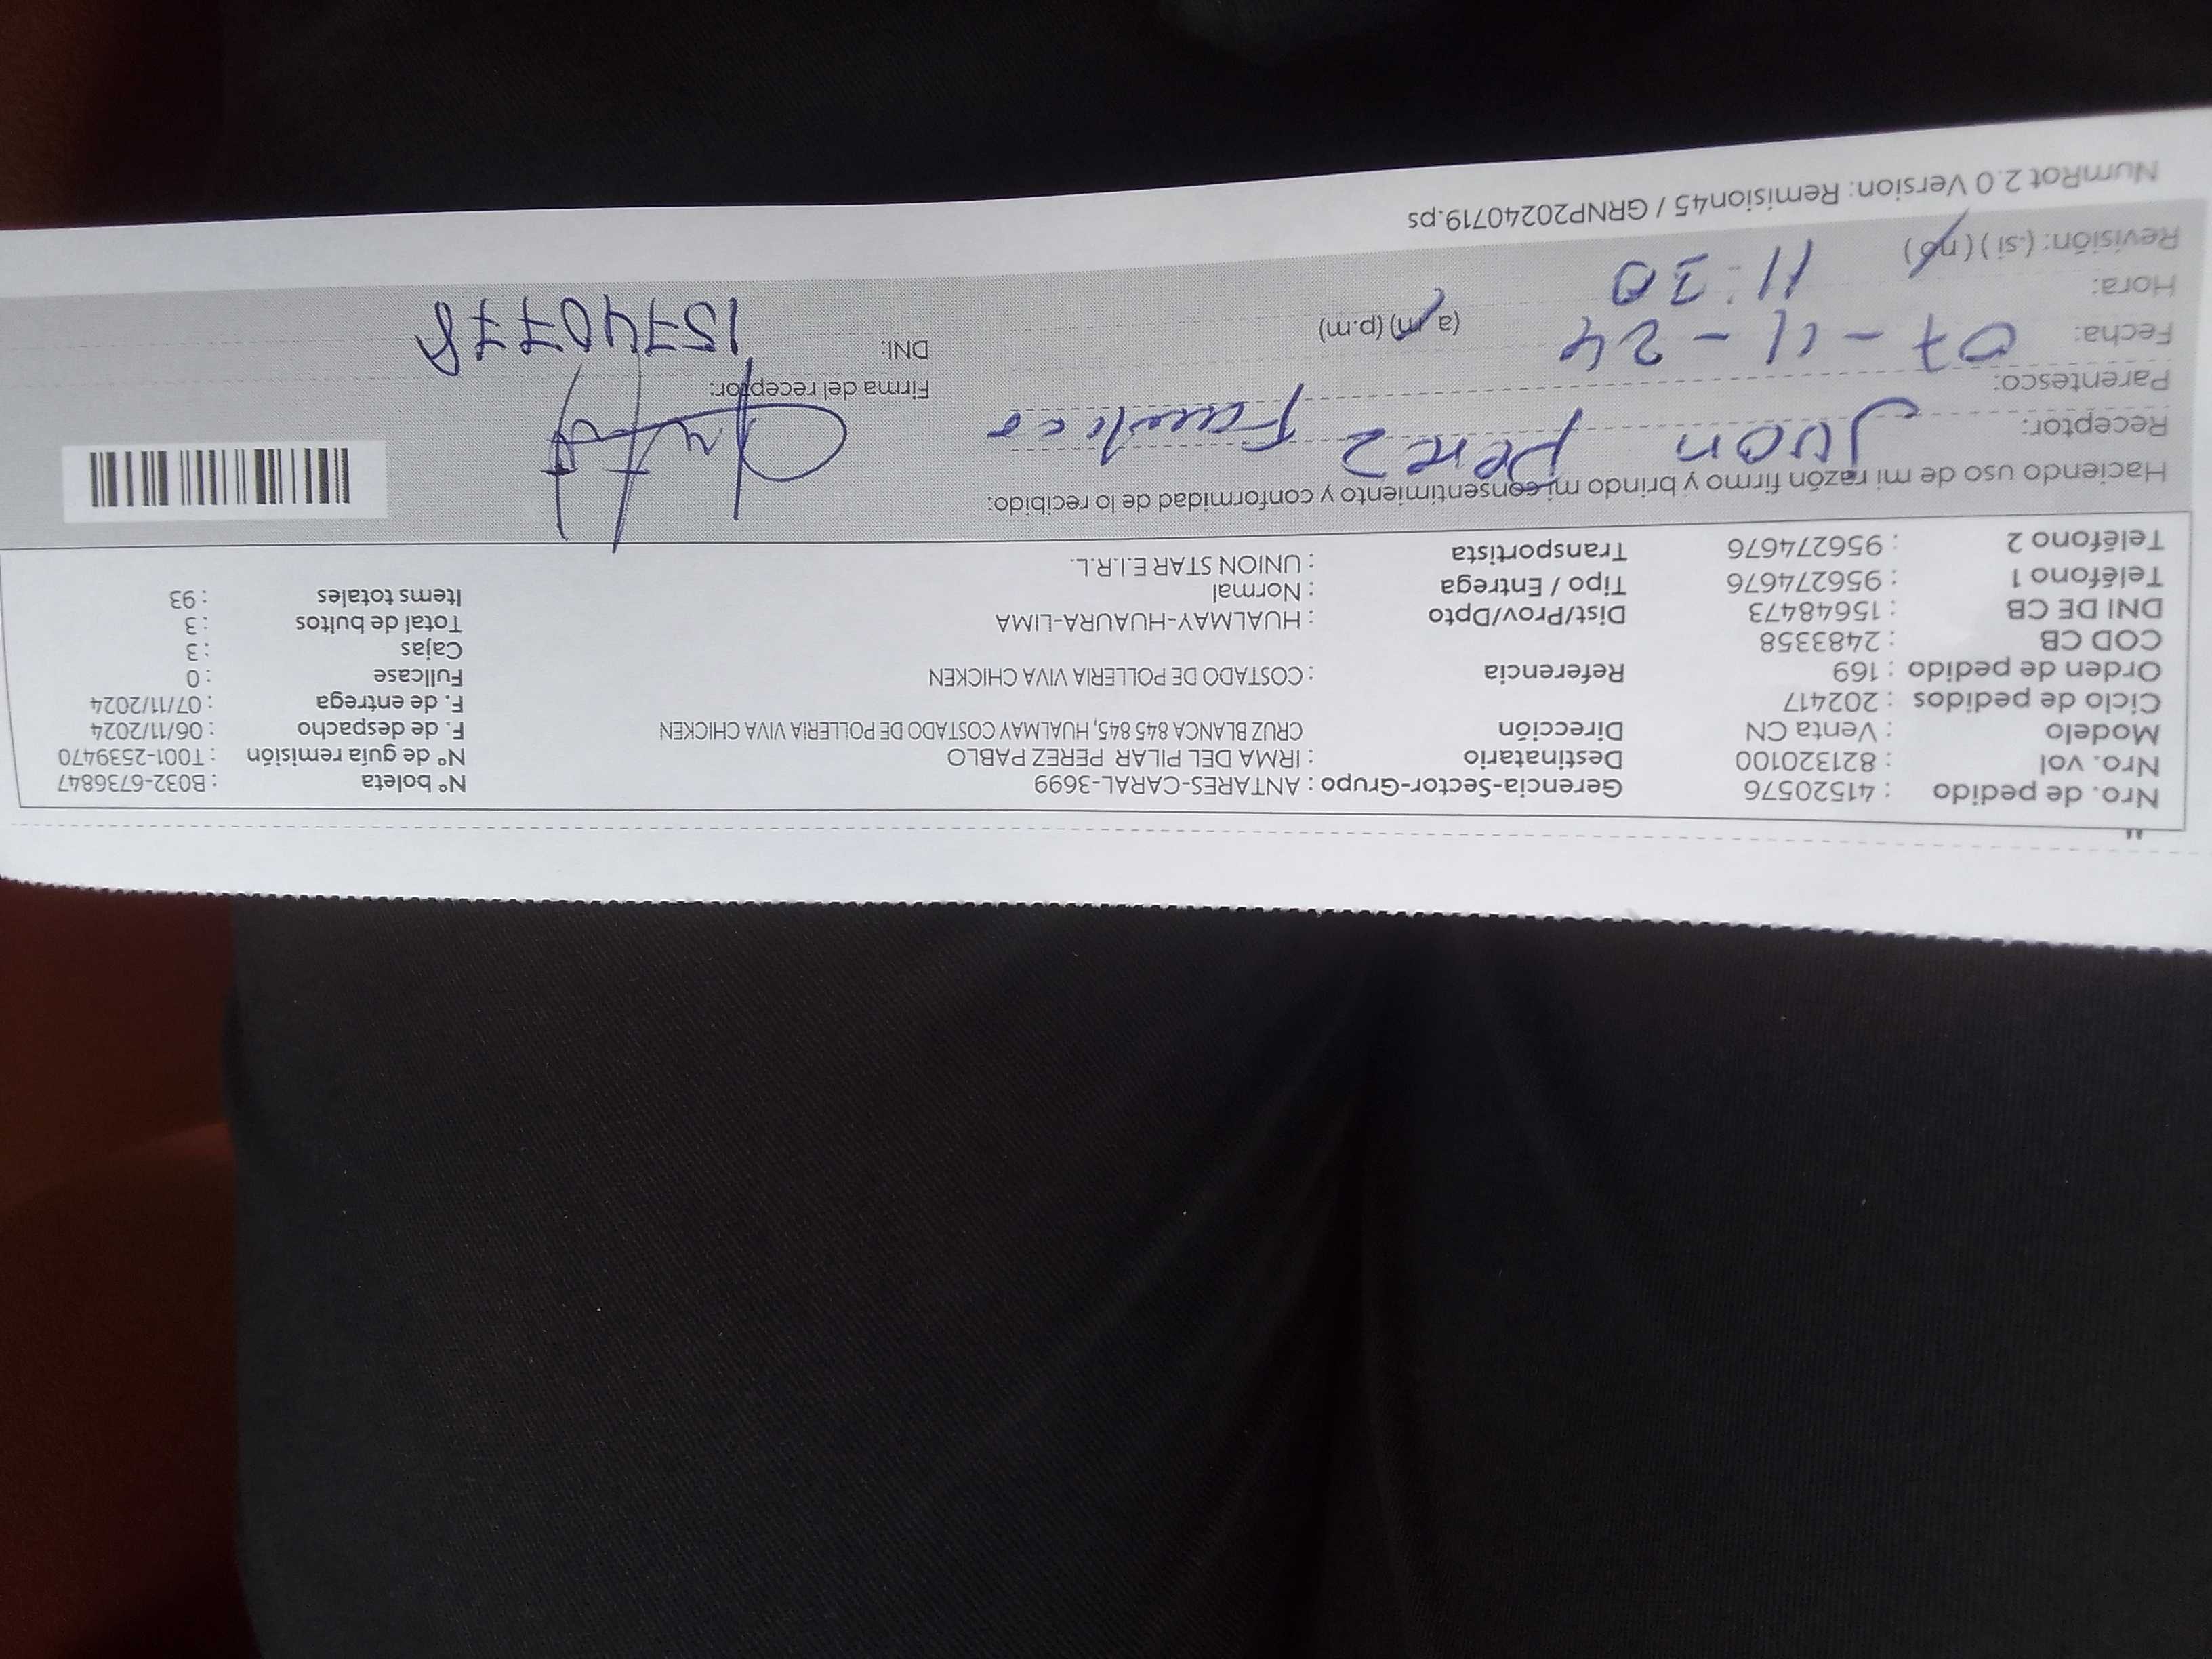 Nro. de pedido : 41520576 Gerencia-Sector-Grupo : ANTARES-CARAL-3699 N° boleta : B032-6736847
Nro. vol : 821320100 Destinatario : IRMA DEL PILAR PEREZ PABLO N° de guía remisión : T001-2539470
Modelo : Venta CN Dirección CRUZ BLANCA 845 845, HUALMAY COSTADO DE POLLERIA VIVA CHICKEN F. de despacho : 06/11/2024
Ciclo de pedidos : 202417 F. de entrega : 07/11/2024
Orden de pedido : 169 Referencia : COSTADO DE POLLERIA VIVA CHICKEN Fullcase : 0
COD CB : 2483358 Cajas : 3
DNI DE CB : 15648473 Dist/Prov/Dpto : HUALMAY-HUAURA-LIMA Total de bultos : 3
Teléfono 1 : 956274676 Tipo / Entrega : Normal Items totales : 93
Teléfono 2 : 956274676 Transportista : UNION STAR E.I.R.L.
Haciendo uso de mi razón firmo y brindo mi consentimiento y conformidad de lo recibido:
Receptor: Juan perez
Parentesco: Firma del receptor:
Fecha: 07-11-24 (a.m) (p.m) DNI: 15740778
Hora: 11:30
Revisión: (si) (no)
NumRot 2.0 Version: Remision45 / GRNP20240719.ps